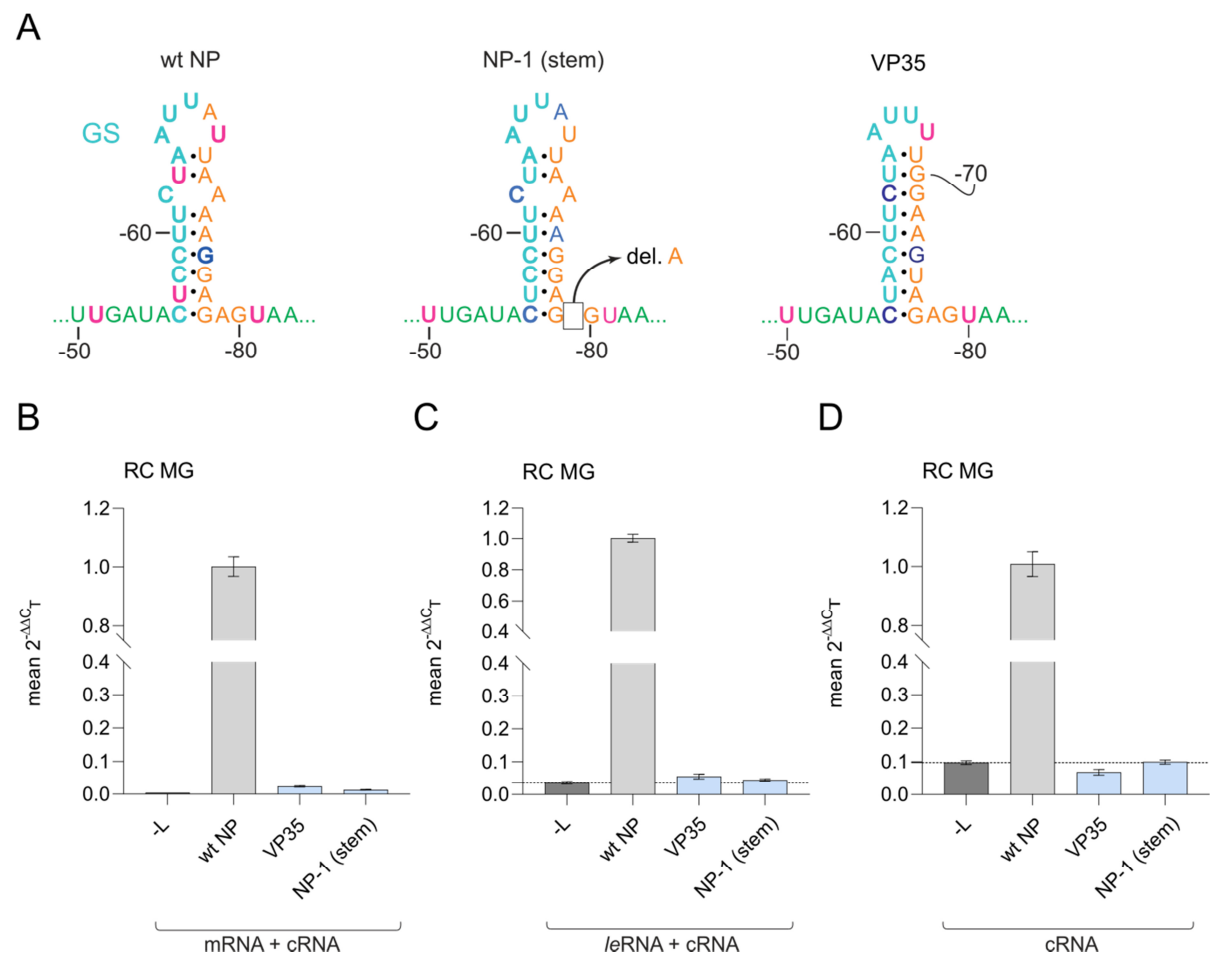 A
wt NP
U U A
GS A U
A•U
U•A
C A
U•A
-60 U•A
C•G
C•G
U•A
...UUGAUAC•GAGUAA...
-50 -80
NP-1 (stem)
U U A
A U
A•U
U•A
C A
U•A
-60 U•A
C•G
C•G
U•A
del. A
...UUGAUAC•G GUAA...
-50 -80
VP35
U U U
A U
A•U
U•G -70
C•G
U•A
-60 U•A
C•G
A•U
U•A
...UUGAUAC•GAGUAA...
-50 -80
B
RC MG
mean 2-ΔΔCT
1.2
1.0
0.8
0.4
0.3
0.2
0.1
0.0
-L
wt NP
VP35
NP-1 (stem)
mRNA + cRNA
C
RC MG
mean 2-ΔΔCT
1.2
1.0
0.8
0.6
0.4
0.4
0.3
0.2
0.1
0.0
-L
wt NP
VP35
NP-1 (stem)
leRNA + cRNA
D
RC MG
mean 2-ΔΔCT
1.2
1.0
0.8
0.4
0.3
0.2
0.1
0.0
-L
wt NP
VP35
NP-1 (stem)
cRNA